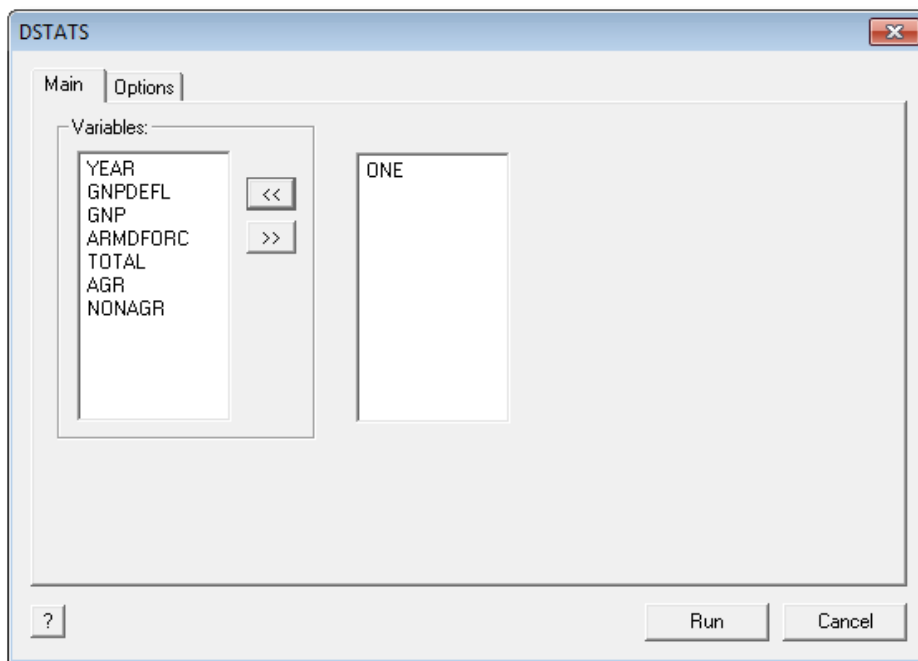 DSTATS
Main
Options
Variables:
YEAR
GNPDEFL
GNP
ARMDFORC
TOTAL
AGR
NONAGR
<<
>>
ONE
?
Run
Cancel